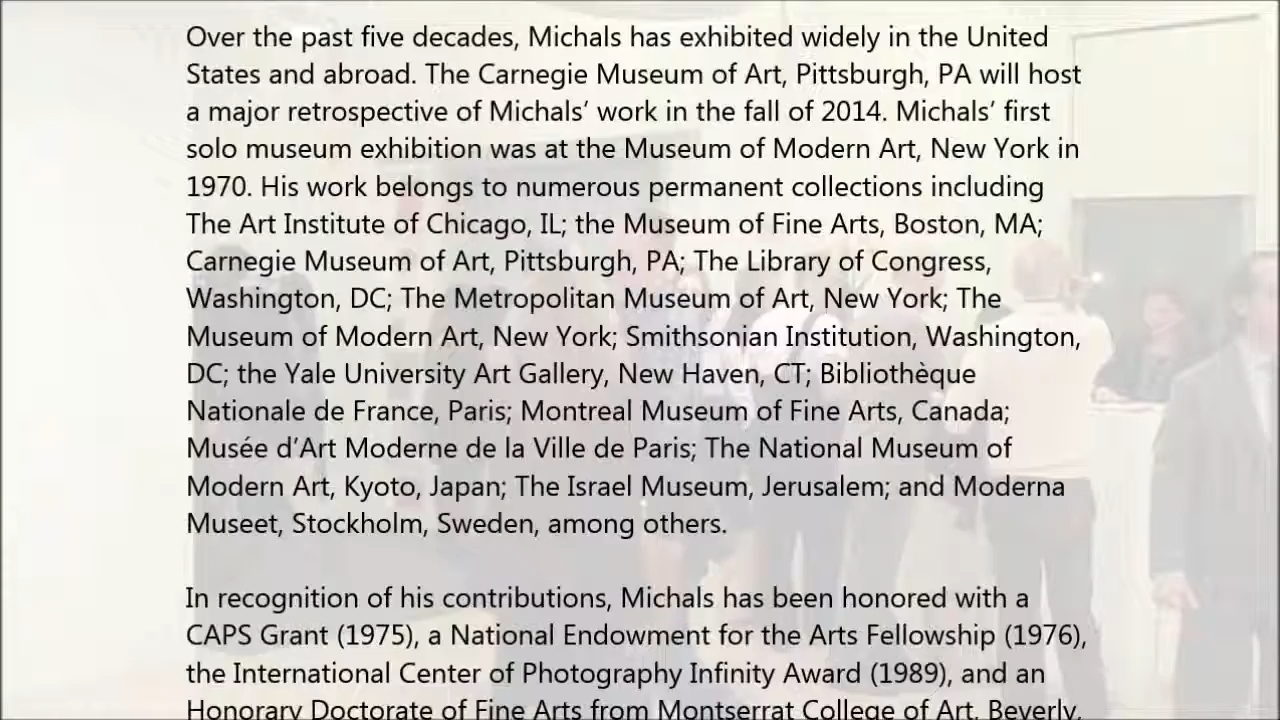 Over the past five decades, Michals has exhibited widely in the United
States and abroad. The Carnegie Museum of Art, Pittsburgh, PA will host
a major retrospective of Michals’ work in the fall of 2014. Michals’ first
solo museum exhibition was at the Museum of Modern Art, New York in
1970. His work belongs to numerous permanent collections including
The Art Institute of Chicago, IL; the Museum of Fine Arts, Boston, MA;
Carnegie Museum of Art, Pittsburgh, PA; The Library of Congress,
Washington, DC; The Metropolitan Museum of Art, New York; The
Museum of Modern Art, New York; Smithsonian Institution, Washington,
DC; the Yale University Art Gallery, New Haven, CT; Bibliothèque
Nationale de France, Paris; Montreal Museum of Fine Arts, Canada;
Musée d’Art Moderne de la Ville de Paris; The National Museum of
Modern Art, Kyoto, Japan; The Israel Museum, Jerusalem; and Moderna
Museet, Stockholm, Sweden, among others.
In recognition of his contributions, Michals has been honored with a
CAPS Grant (1975), a National Endowment for the Arts Fellowship (1976),
the International Center of Photography Infinity Award (1989), and an
Honorary Doctorate of Fine Arts from Montserrat College of Art, Beverly,